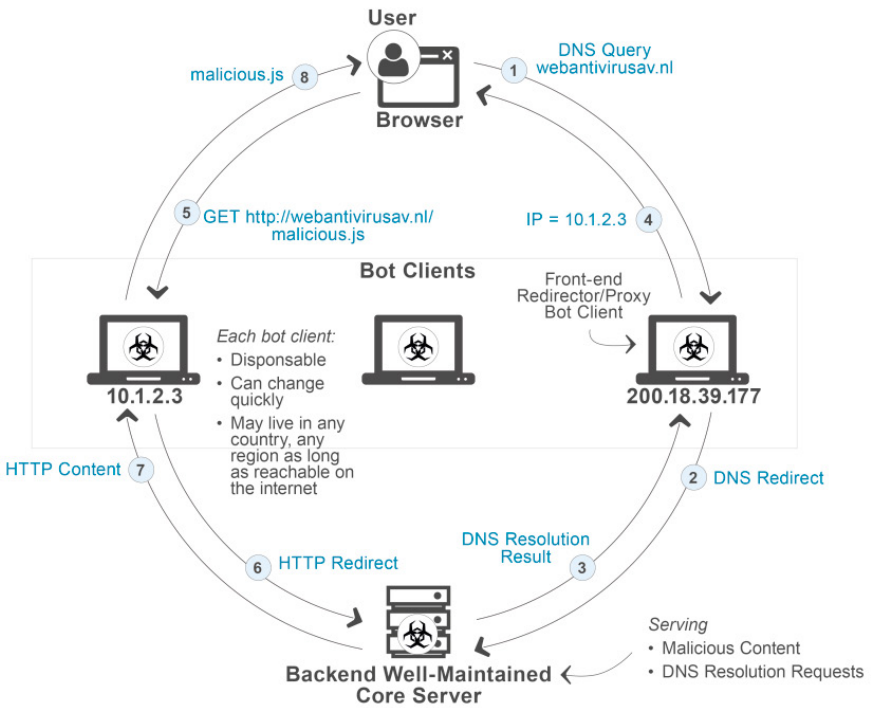 User
Browser
malicious.js
8
1
DNS Query
webantivirusav.nl
5
GET http://webantivirusav.nl/
malicious.js
IP = 10.1.2.3
4
Bot Clients
Front-end
Redirector/Proxy
Bot Client
Each bot client:
• Disponsable
• Can change
quickly
• May live in any
country, any
region as long
as reachable on
the internet
10.1.2.3
200.18.39.177
HTTP Content
7
2
DNS Redirect
6
HTTP Redirect
DNS Resolution
Result
3
Backend Well-Maintained
Core Server
Serving
• Malicious Content
• DNS Resolution Requests